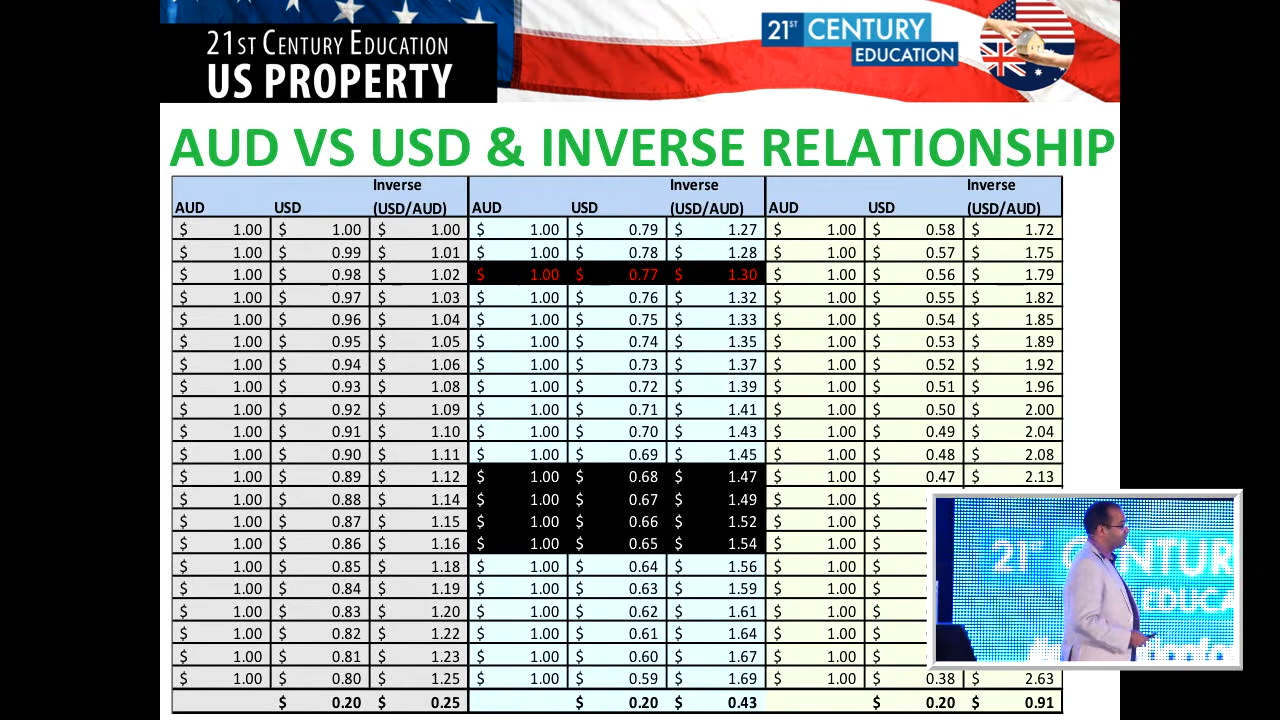 21ST CENTURY EDUCATION
US PROPERTY
21ST CENTURY
EDUCATION
AUD VS USD & INVERSE RELATIONSHIP
Inverse Inverse Inverse
AUD USD (USD/AUD) AUD USD (USD/AUD) AUD USD (USD/AUD)
$ 1.00 $ 1.00 $ 1.00 $ 1.00 $ 0.79 $ 1.27 $ 1.00 $ 0.58 $ 1.72
$ 1.00 $ 0.99 $ 1.01 $ 1.00 $ 0.78 $ 1.28 $ 1.00 $ 0.57 $ 1.75
$ 1.00 $ 0.98 $ 1.02 $ 1.00 $ 0.77 $ 1.30 $ 1.00 $ 0.56 $ 1.79
$ 1.00 $ 0.97 $ 1.03 $ 1.00 $ 0.76 $ 1.32 $ 1.00 $ 0.55 $ 1.82
$ 1.00 $ 0.96 $ 1.04 $ 1.00 $ 0.75 $ 1.33 $ 1.00 $ 0.54 $ 1.85
$ 1.00 $ 0.95 $ 1.05 $ 1.00 $ 0.74 $ 1.35 $ 1.00 $ 0.53 $ 1.89
$ 1.00 $ 0.94 $ 1.06 $ 1.00 $ 0.73 $ 1.37 $ 1.00 $ 0.52 $ 1.92
$ 1.00 $ 0.93 $ 1.08 $ 1.00 $ 0.72 $ 1.39 $ 1.00 $ 0.51 $ 1.96
$ 1.00 $ 0.92 $ 1.09 $ 1.00 $ 0.71 $ 1.41 $ 1.00 $ 0.50 $ 2.00
$ 1.00 $ 0.91 $ 1.10 $ 1.00 $ 0.70 $ 1.43 $ 1.00 $ 0.49 $ 2.04
$ 1.00 $ 0.90 $ 1.11 $ 1.00 $ 0.69 $ 1.45 $ 1.00 $ 0.48 $ 2.08
$ 1.00 $ 0.89 $ 1.12 $ 1.00 $ 0.68 $ 1.47 $ 1.00 $ 0.47 $ 2.13
$ 1.00 $ 0.88 $ 1.14 $ 1.00 $ 0.67 $ 1.49 $ 1.00 $
$ 1.00 $ 0.87 $ 1.15 $ 1.00 $ 0.66 $ 1.52 $ 1.00 $
$ 1.00 $ 0.86 $ 1.16 $ 1.00 $ 0.65 $ 1.54 $ 1.00 $
$ 1.00 $ 0.85 $ 1.18 $ 1.00 $ 0.64 $ 1.56 $ 1.00 $
$ 1.00 $ 0.84 $ 1.19 $ 1.00 $ 0.63 $ 1.59 $ 1.00 $
$ 1.00 $ 0.83 $ 1.20 $ 1.00 $ 0.62 $ 1.61 $ 1.00 $
$ 1.00 $ 0.82 $ 1.22 $ 1.00 $ 0.61 $ 1.64 $ 1.00 $
$ 1.00 $ 0.81 $ 1.23 $ 1.00 $ 0.60 $ 1.67 $ 1.00 $
$ 1.00 $ 0.80 $ 1.25 $ 1.00 $ 0.59 $ 1.69 $ 1.00 $ 0.38 $ 2.63
$ 0.20 $ 0.25 $ 0.20 $ 0.43 $ 0.20 $ 0.91
21ST